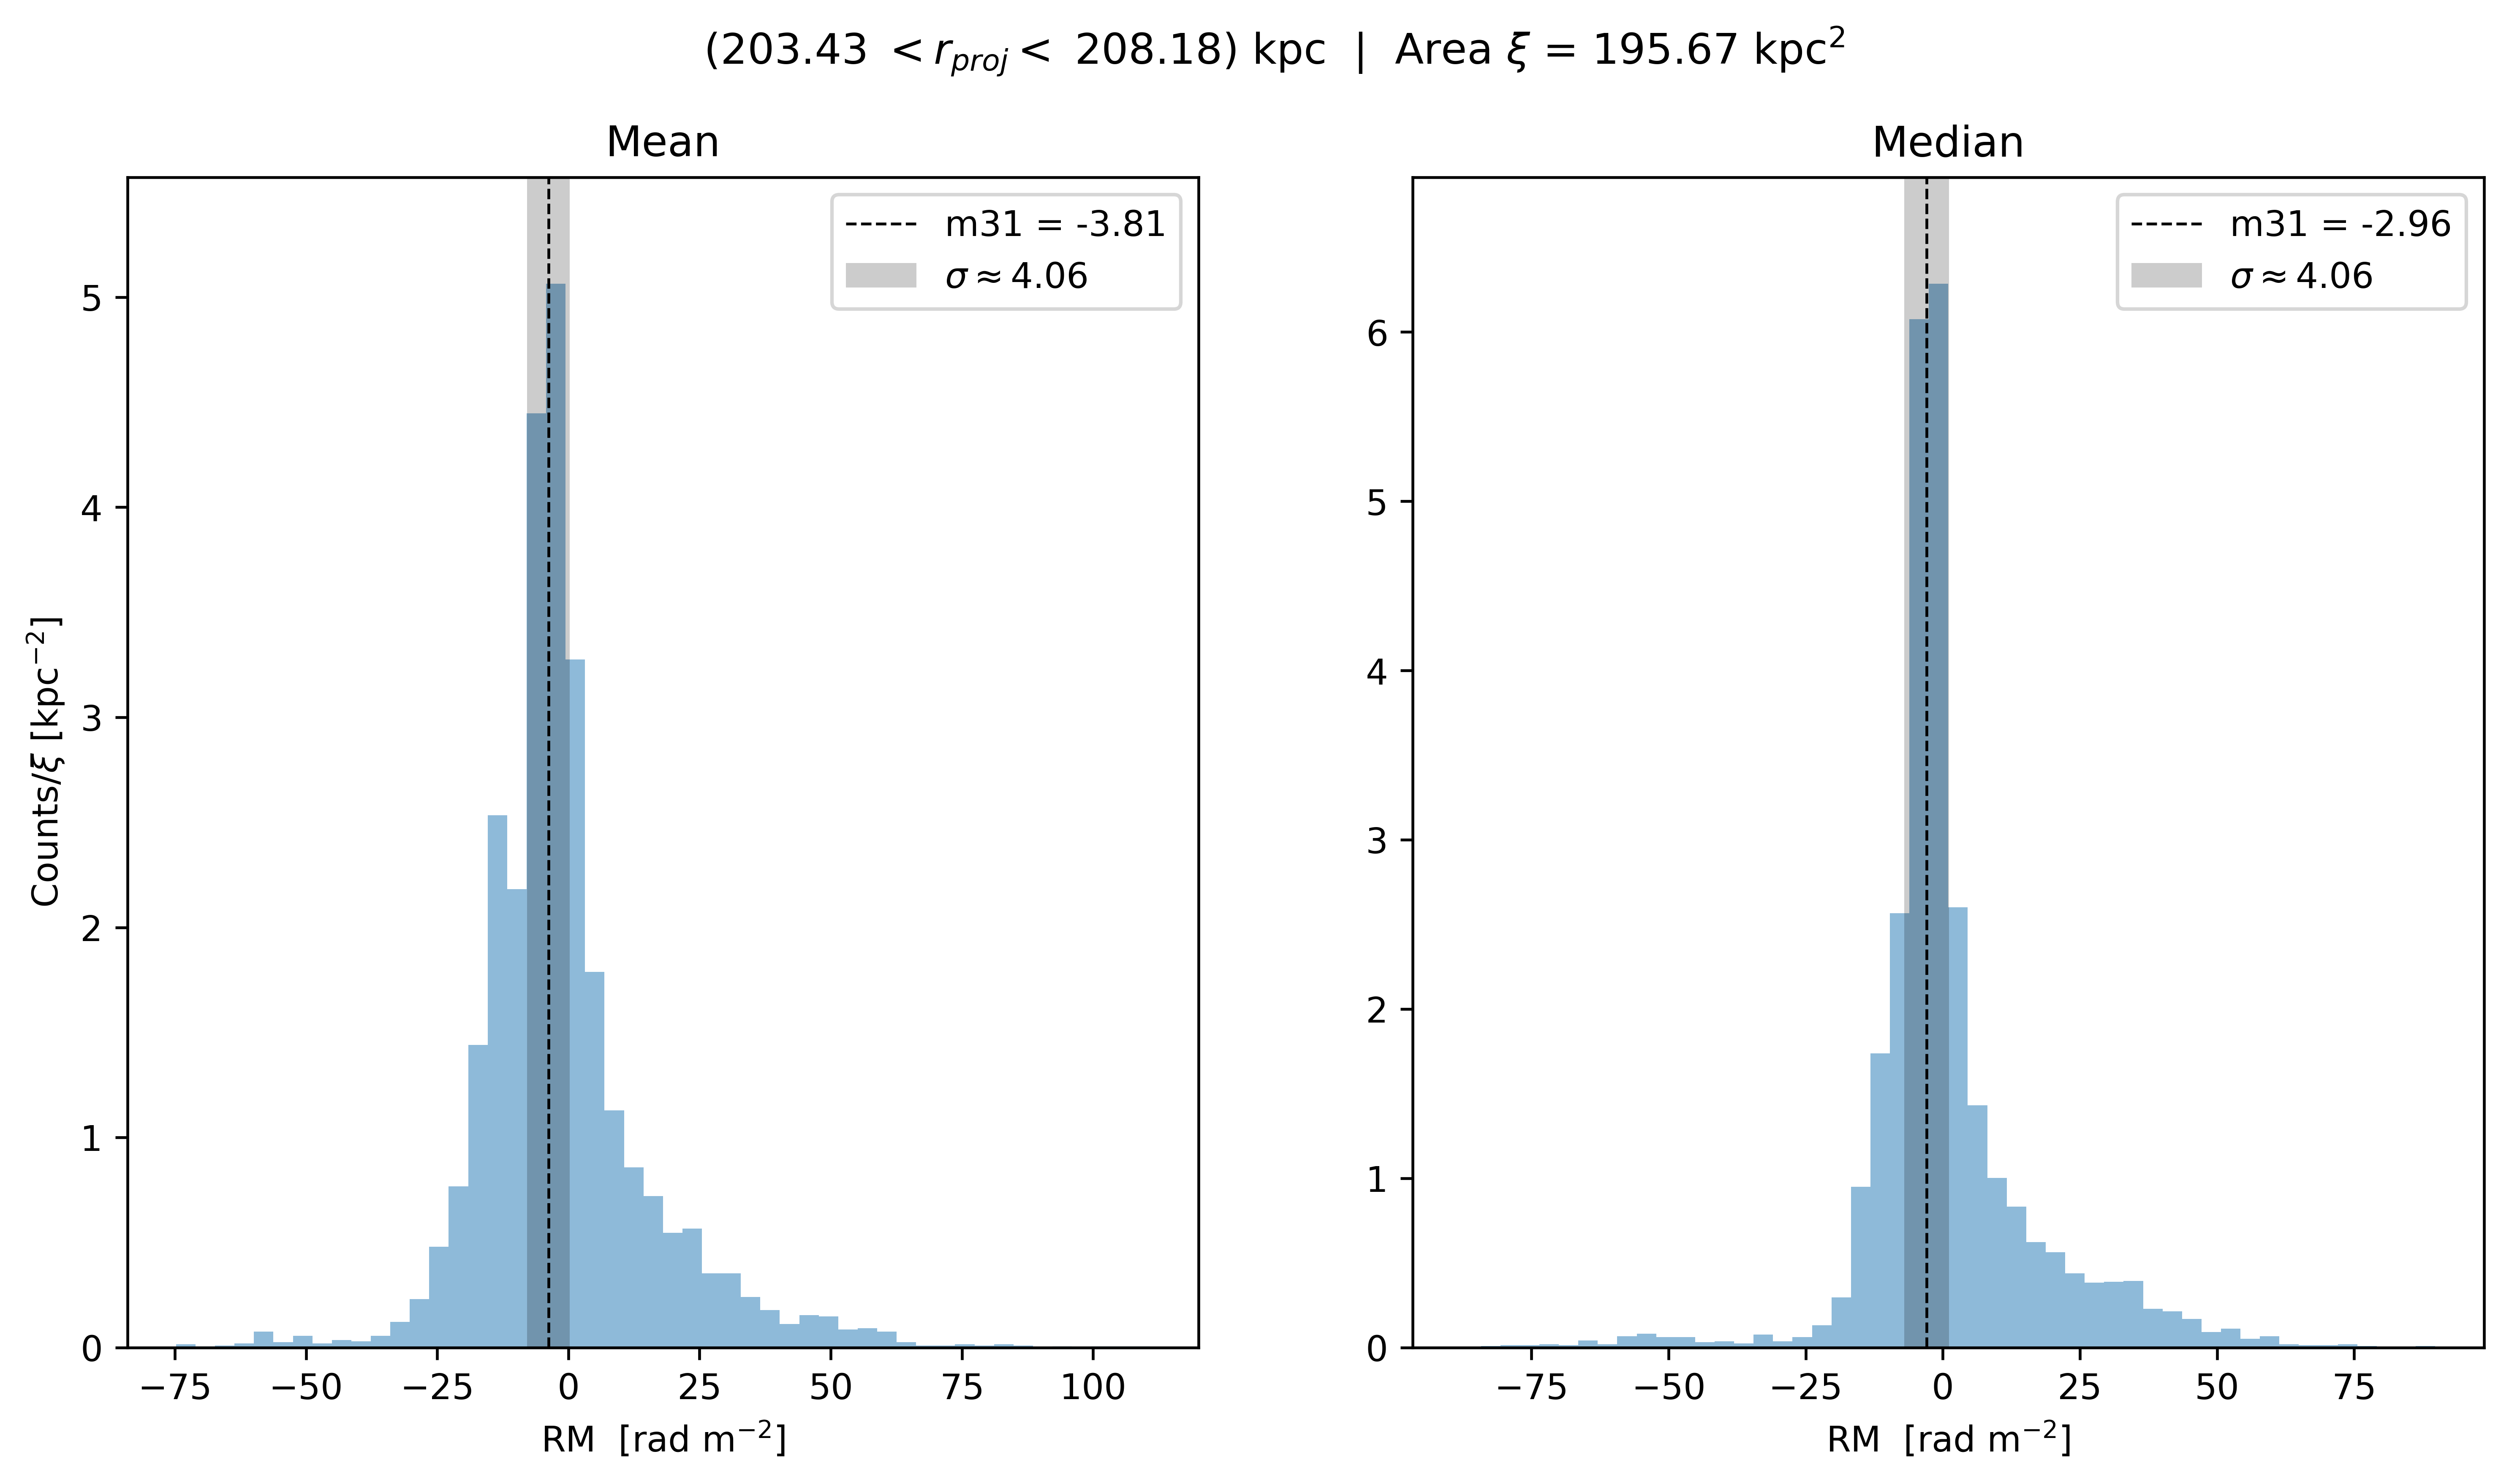 (203.43 < r_proj < 208.18) kpc | Area ξ = 195.67 kpc²
Mean
m31 = -3.81
σ ≈ 4.06
5
4
3
2
1
0
Counts/ξ [kpc⁻²]
−75 −50 −25 0 25 50 75 100
RM [rad m⁻²]
Median
m31 = -2.96
σ ≈ 4.06
6
5
4
3
2
1
0
−75 −50 −25 0 25 50 75
RM [rad m⁻²]